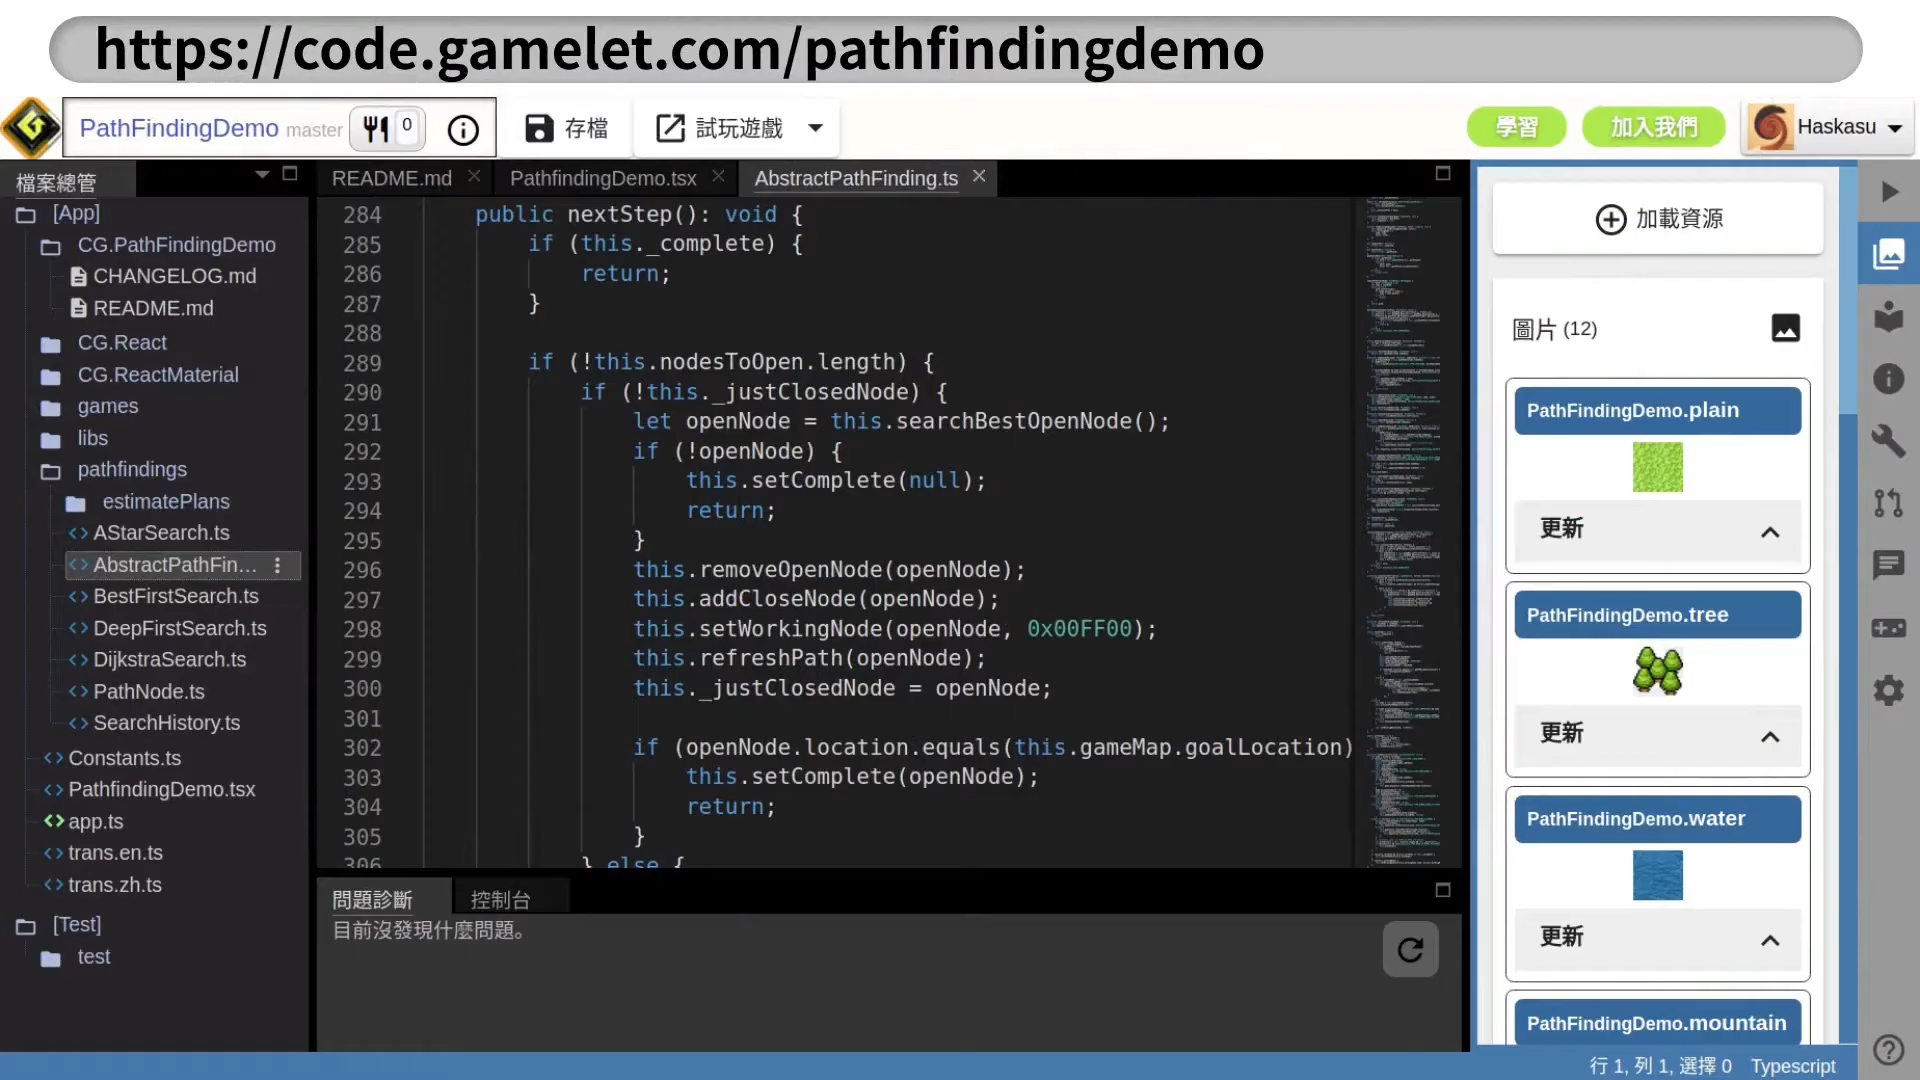 https://code.gamelet.com/pathfindingdemo
PathFindingDemo master 0 存檔 試玩遊戲 學習 加入我們 Haskasu
檔案總管
[App]
CG.PathFindingDemo
CHANGELOG.md
README.md
CG.React
CG.ReactMaterial
games
libs
pathfindings
estimatePlans
AStarSearch.ts
AbstractPathFin...
BestFirstSearch.ts
DeepFirstSearch.ts
DijkstraSearch.ts
PathNode.ts
SearchHistory.ts
Constants.ts
PathfindingDemo.tsx
app.ts
trans.en.ts
trans.zh.ts
[Test]
test
README.md PathfindingDemo.tsx AbstractPathFinding.ts
284 public nextStep(): void {
285 if (this._complete) {
286 return;
287 }
288
289 if (!this.nodesToOpen.length) {
290 if (!this._justClosedNode) {
291 let openNode = this.searchBestOpenNode();
292 if (!openNode) {
293 this.setComplete(null);
294 return;
295 }
296 this.removeOpenNode(openNode);
297 this.addCloseNode(openNode);
298 this.setWorkingNode(openNode, 0x00FF00);
299 this.refreshPath(openNode);
300 this._justClosedNode = openNode;
301
302 if (openNode.location.equals(this.gameMap.goalLocation)
303 this.setComplete(openNode);
304 return;
305 }
306 } else {
問題診斷 控制台
目前沒發現什麼問題。
加載資源
圖片 (12)
PathFindingDemo.plain
更新
PathFindingDemo.tree
更新
PathFindingDemo.water
更新
PathFindingDemo.mountain
行 1, 列 1, 選擇 0 Typescript